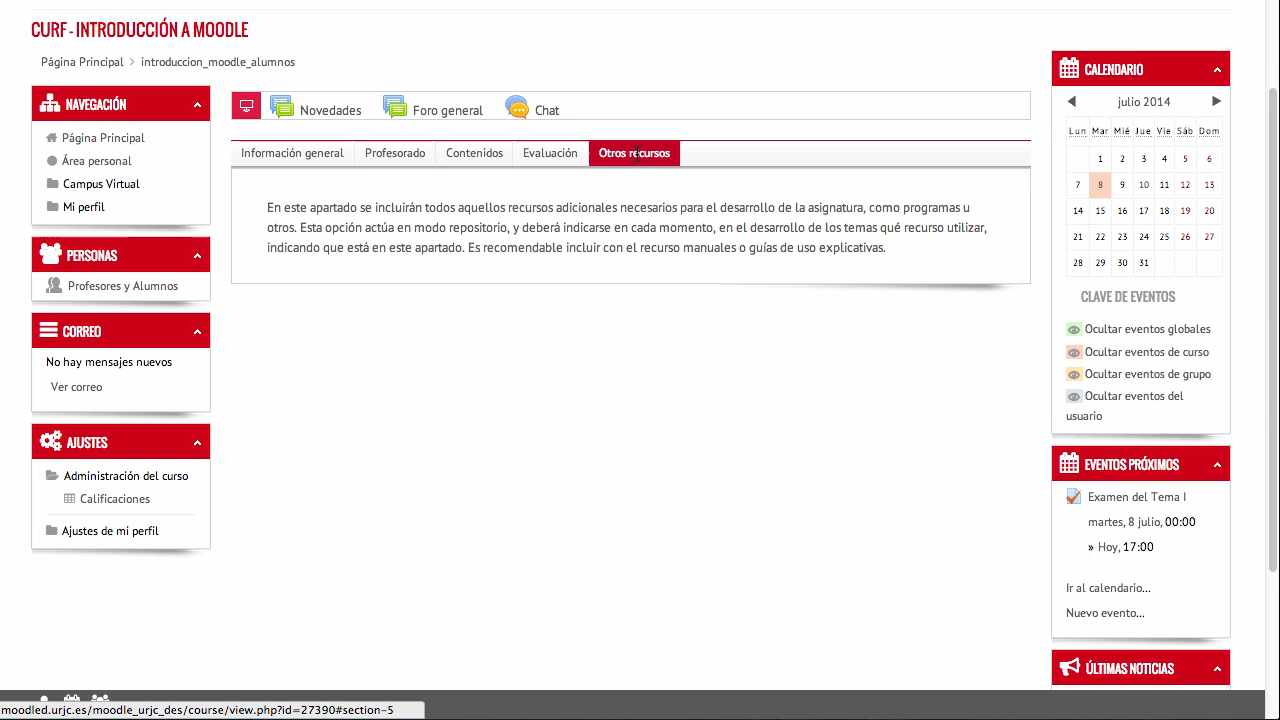 CURF - INTRODUCCIÓN A MOODLE
Página Principal > introduccion_moodle_alumnos
NAVEGACIÓN
Página Principal
Área personal
Campus Virtual
Mi perfil
PERSONAS
Profesores y Alumnos
CORREO
No hay mensajes nuevos
Ver correo
AJUSTES
Administración del curso
Calificaciones
Ajustes de mi perfil
Novedades Foro general Chat
Información general Profesorado Contenidos Evaluación Otros recursos
En este apartado se incluirán todos aquellos recursos adicionales necesarios para el desarrollo de la asignatura, como programas u
otros. Esta opción actúa en modo repositorio, y deberá indicarse en cada momento, en el desarrollo de los temas qué recurso utilizar,
indicando que está en este apartado. Es recomendable incluir con el recurso manuales o guías de uso explicativas.
CALENDARIO
◀ julio 2014 ▶
Lun Mar Mié Jue Vie Sáb Dom
1 2 3 4 5 6
7 8 9 10 11 12 13
14 15 16 17 18 19 20
21 22 23 24 25 26 27
28 29 30 31
CLAVE DE EVENTOS
Ocultar eventos globales
Ocultar eventos de curso
Ocultar eventos de grupo
Ocultar eventos del
usuario
EVENTOS PRÓXIMOS
Examen del Tema I
martes, 8 julio, 00:00
» Hoy, 17:00
Ir al calendario...
Nuevo evento...
ÚLTIMAS NOTICIAS
moodled.urjc.es/moodle_urjc_des/course/view.php?id=27390#section-5